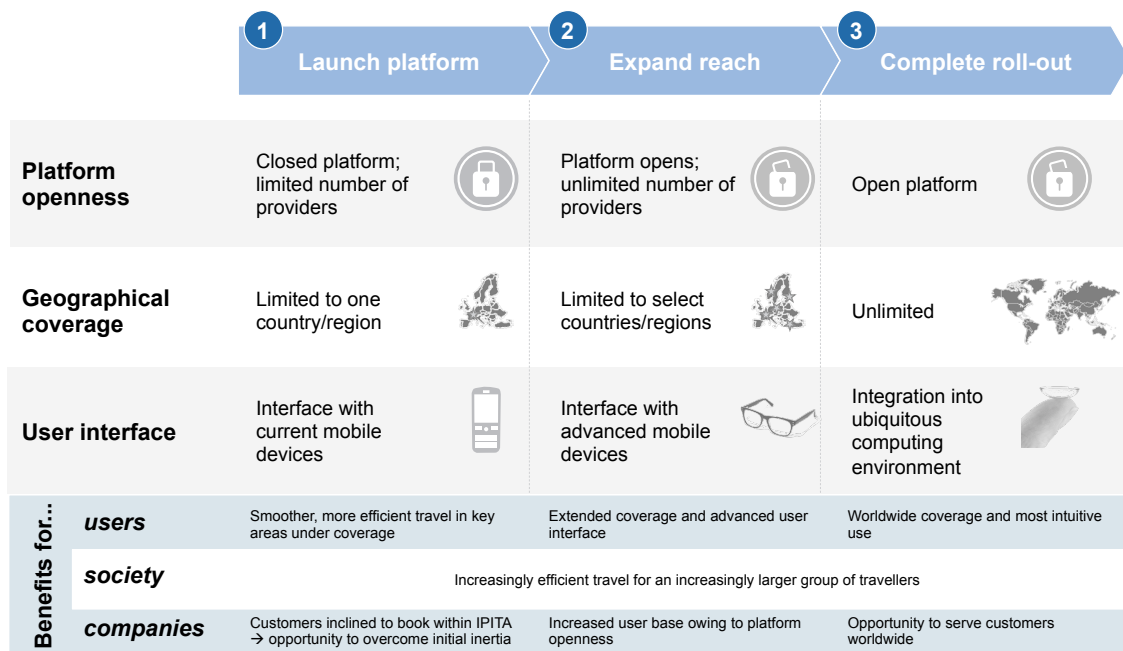 1
Launch platform
2
Expand reach
3
Complete roll-out
Platform
openness
Closed platform;
limited number of
providers
Platform opens;
unlimited number of
providers
Open platform
Geographical
coverage
Limited to one
country/region
Limited to select
countries/regions
Unlimited
User interface
Interface with
current mobile
devices
Interface with
advanced mobile
devices
Integration into
ubiquitous
computing
environment
Benefits for...
users
Smoother, more efficient travel in key
areas under coverage
Extended coverage and advanced user
interface
Worldwide coverage and most intuitive
use
society
Increasingly efficient travel for an increasingly larger group of travellers
companies
Customers inclined to book within IPITA
→ opportunity to overcome initial inertia
Increased user base owing to platform
openness
Opportunity to serve customers
worldwide